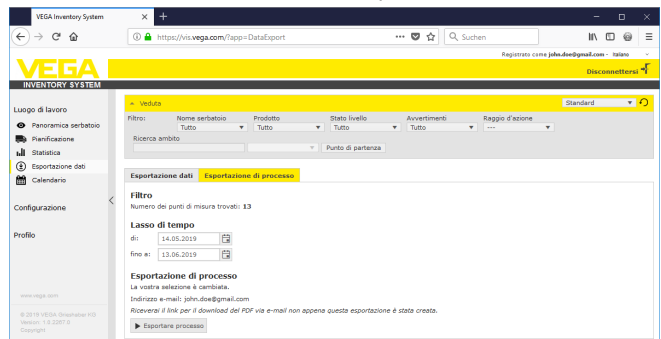 VEGA Inventory System
https://vis.vega.com/?app=DataExport
Suchen
Registrato come john.doe@gmail.com - Italiano
VEGA
Disconnettersi
INVENTORY SYSTEM
Luogo di lavoro
Panoramica serbatoio
Pianificazione
Statistica
Esportazione dati
Calendario
Configurazione
Profilo
www.vega.com
© 2019 VEGA Grieshaber KG
Version: 1.0.2267.0
Copyright
Veduta
Standard
Filtro: Nome serbatoio Prodotto Stato livello Avvertimenti Raggio d'azione
Tutto Tutto Tutto Tutto ---
Ricerca ambito
Punto di partenza
Esportazione dati Esportazione di processo
Filtro
Numero dei punti di misura trovati: 13
Lasso di tempo
di: 14.05.2019
fino a: 13.06.2019
Esportazione di processo
La vostra selezione è cambiata.
Indirizzo e-mail: john.doe@gmail.com
Riceverai il link per il download del PDF via e-mail non appena questa esportazione è stata creata.
Esportare processo